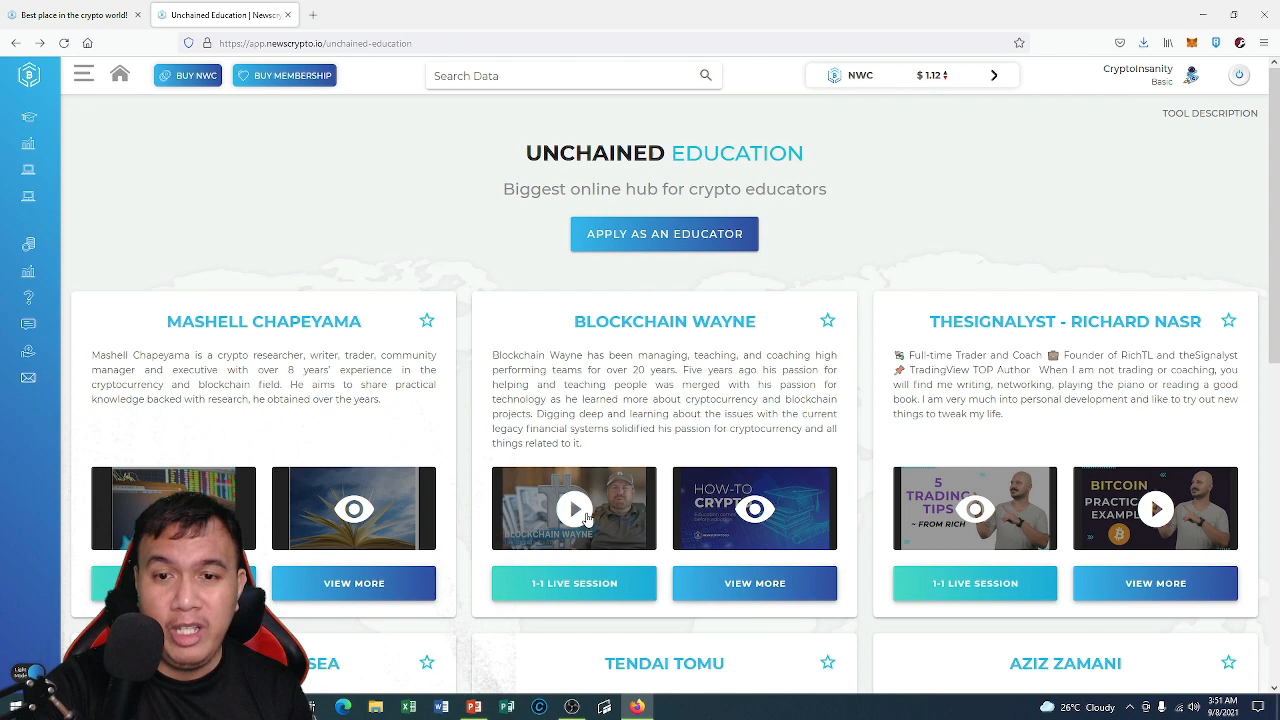 Best place in the crypto world!
Unchained Education | Newscry
https://app.newscrypto.io/unchained-education
BUY NWC
BUY MEMBERSHIP
Search Data
NWC
$ 1.12
CryptoInsanity
Basic
TOOL DESCRIPTION
UNCHAINED EDUCATION
Biggest online hub for crypto educators
APPLY AS AN EDUCATOR
MASHELL CHAPEYAMA
Mashell Chapeyama is a crypto researcher, writer, trader, community
manager and executive with over 8 years' experience in the
cryptocurrency and blockchain field. He aims to share practical
knowledge backed with research, he obtained over the years.
VIEW MORE
BLOCKCHAIN WAYNE
Blockchain Wayne has been managing, teaching, and coaching high
performing teams for over 20 years. Five years ago his passion for
helping and teaching people was merged with his passion for
technology as he learned more about cryptocurrency and blockchain
projects. Digging deep and learning about the issues with the current
legacy financial systems solidified his passion for cryptocurrency and all
things related to it.
BLOCKCHAIN WAYNE
HOW-TO
1-1 LIVE SESSION
VIEW MORE
THESIGNALYST - RICHARD NASR
Full-time Trader and Coach Founder of RichTL and theSignalyst
TradingView TOP Author When I am not trading or coaching, you
will find me writing, networking, playing the piano or reading a good
book. I am very much into personal development and like to try out new
things to tweak my life.
5
TRADING
TIPS
~ FROM RICH
BITCOIN
1-1 LIVE SESSION
VIEW MORE
SEA
TENDAI TOMU
AZIZ ZAMANI
Light
Mode
26°C Cloudy
3:51 AM
9/8/2021